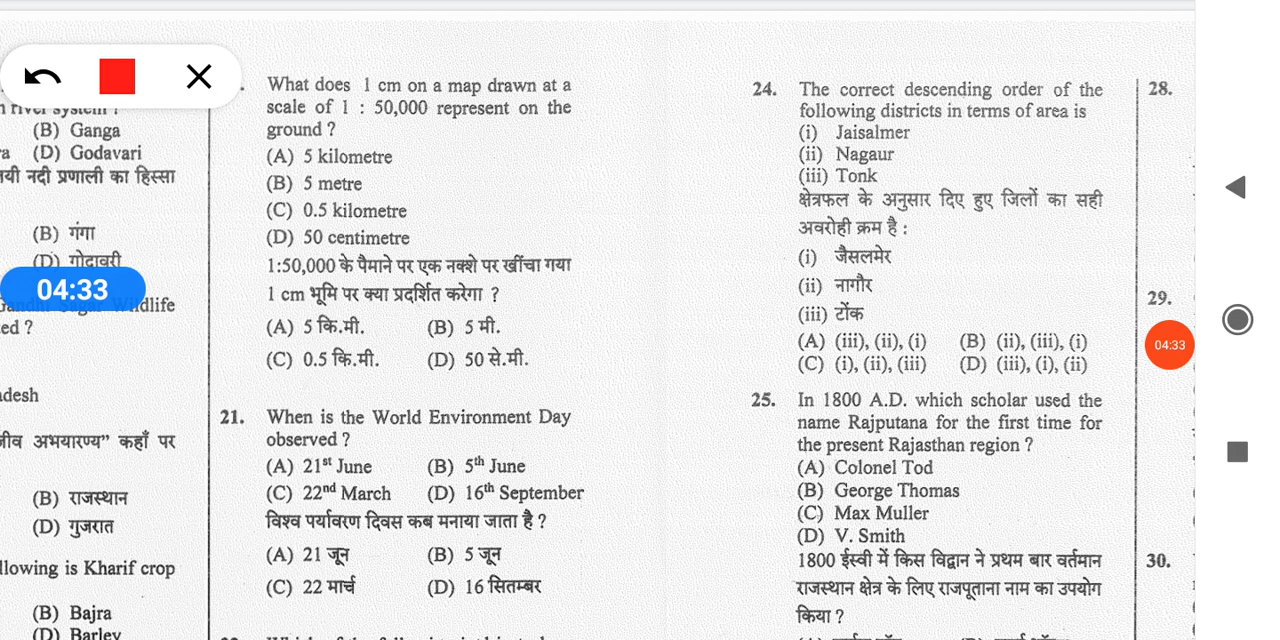 (B) Ganga
(D) Godavari
नदी प्रणाली का हिस्सा
(B) गंगा
(D) गोदावरी
04:33
Gandhi Sagar Wildlife
ed ?
adesh
अभयारण्य” कहाँ पर
(B) राजस्थान
(D) गुजरात
llowing is Kharif crop
(B) Bajra
(D) Barley
What does 1 cm on a map drawn at a
scale of 1 : 50,000 represent on the
ground ?
(A) 5 kilometre
(B) 5 metre
(C) 0.5 kilometre
(D) 50 centimetre
1:50,000 के पैमाने पर एक नक्शे पर खींचा गया
1 cm भूमि पर क्या प्रदर्शित करेगा ?
(A) 5 कि.मी. (B) 5 मी.
(C) 0.5 कि.मी. (D) 50 से.मी.
21. When is the World Environment Day
observed ?
(A) 21st June (B) 5th June
(C) 22nd March (D) 16th September
विश्व पर्यावरण दिवस कब मनाया जाता है ?
(A) 21 जून (B) 5 जून
(C) 22 मार्च (D) 16 सितम्बर
24. The correct descending order of the
following districts in terms of area is
(i) Jaisalmer
(ii) Nagaur
(iii) Tonk
क्षेत्रफल के अनुसार दिए हुए जिलों का सही
अवरोही क्रम है :
(i) जैसलमेर
(ii) नागौर
(iii) टोंक
(A) (iii), (ii), (i) (B) (ii), (iii), (i)
(C) (i), (ii), (iii) (D) (iii), (i), (ii)
25. In 1800 A.D. which scholar used the
name Rajputana for the first time for
the present Rajasthan region ?
(A) Colonel Tod
(B) George Thomas
(C) Max Muller
(D) V. Smith
1800 ईस्वी में किस विद्वान ने प्रथम बार वर्तमान
राजस्थान क्षेत्र के लिए राजपूताना नाम का उपयोग
किया ?
28.
29.
04:33
30.